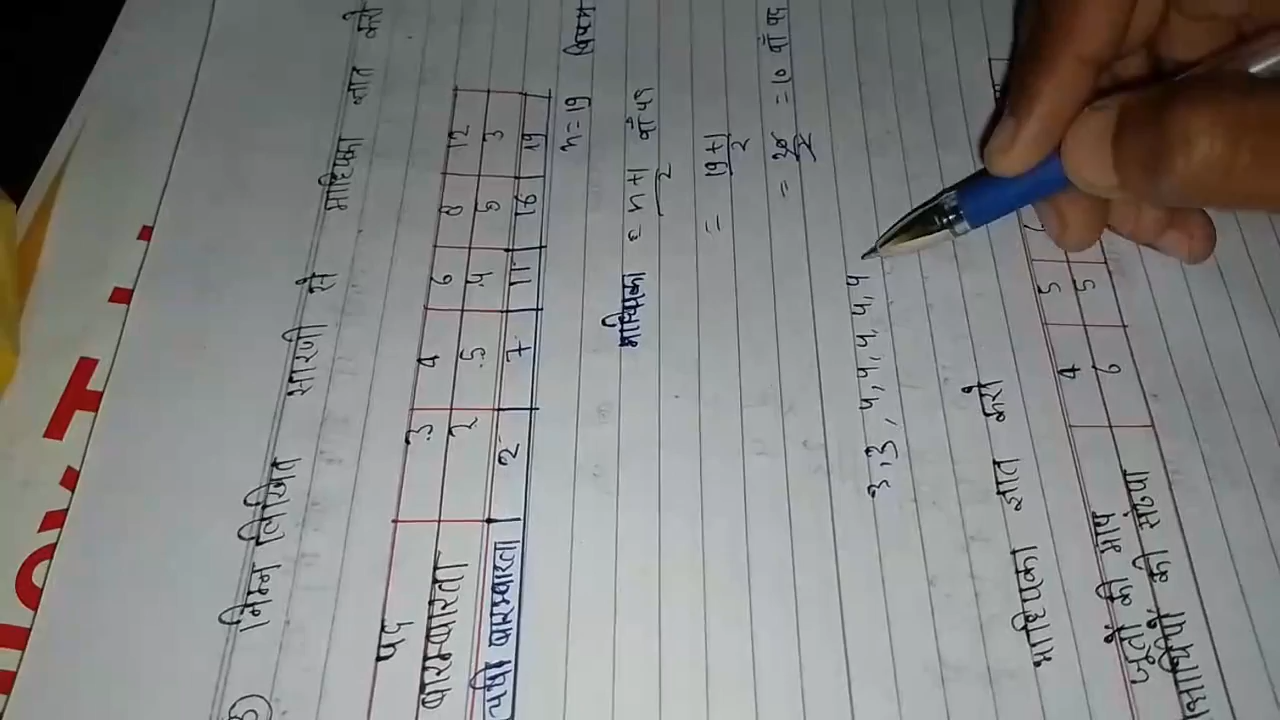 निम्न लिखित सारणी से माध्यिका ज्ञात करो
पद 3 4 6 8 12
बारम्बारता 2 5 4 5 3
संचयी बारम्बारता 2 7 11 16 19
n = 19 विषम
माध्यिका = n+1/2 वाँ पद
= 19+1/2
= 20/2 = 10 वाँ पद
3,3,4,4,4,4,4
माध्यिका ज्ञात करो
जुतों की माप 4 5
की संख्या 6 5